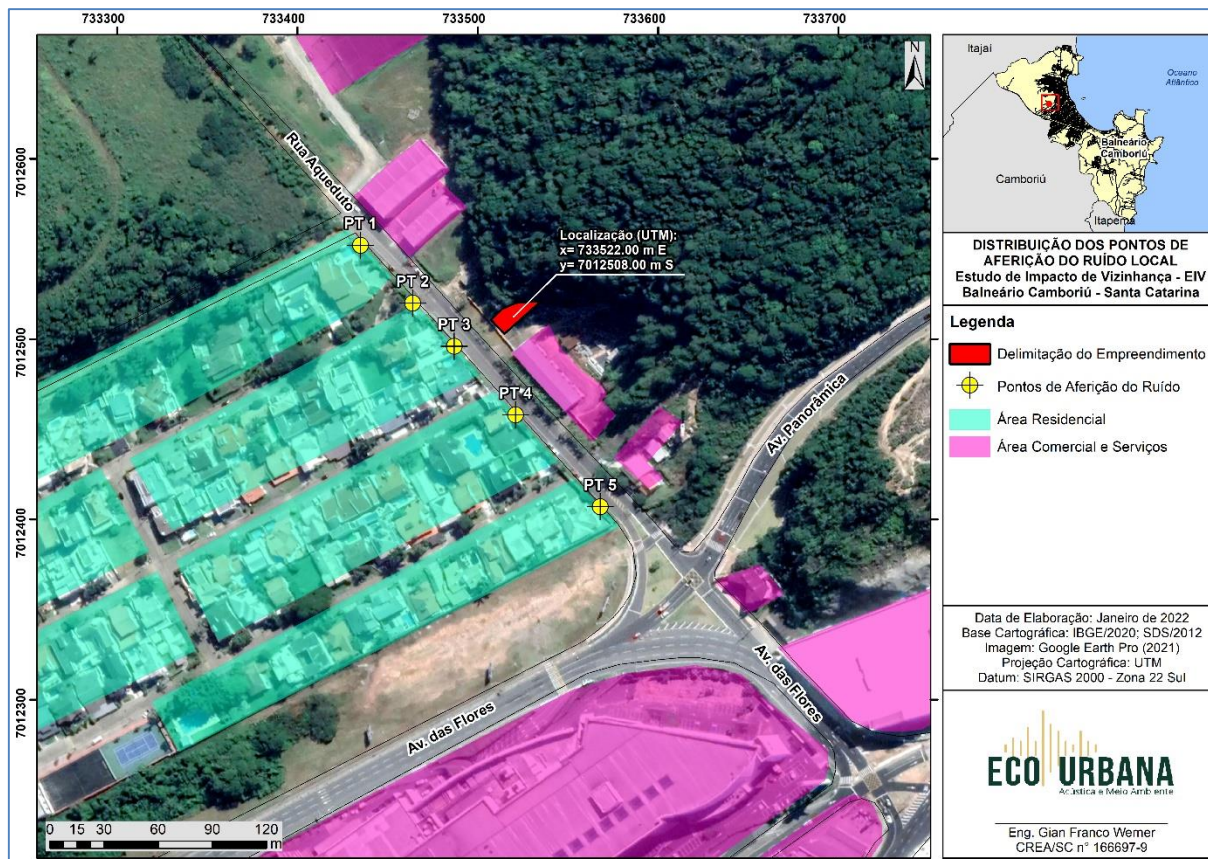 733300
733400
733500
733600
733700
7012600
7012500
7012400
7012300
N
Rua Aqueduto
PT 1
PT 2
PT 3
PT 4
PT 5
Localização (UTM):
x= 733522.00 m E
y= 7012508.00 m S
Av. Panorâmica
Av. das Flores
Av. das Flores
0 15 30 60 90 120
m
Itajaí
Oceano
Atlântico
Balneário
Camboriú
Camboriú
Itapema
DISTRIBUIÇÃO DOS PONTOS DE
AFERIÇÃO DO RUÍDO LOCAL
Estudo de Impacto de Vizinhança - EIV
Balneário Camboriú - Santa Catarina
Legenda
Delimitação do Empreendimento
Pontos de Aferição do Ruído
Área Residencial
Área Comercial e Serviços
Data de Elaboração: Janeiro de 2022
Base Cartográfica: IBGE/2020; SDS/2012
Imagem: Google Earth Pro (2021)
Projeção Cartográfica: UTM
Datum: SIRGAS 2000 - Zona 22 Sul
ECO URBANA
Acústica e Meio Ambiente
Eng. Gian Franco Werner
CREA/SC n° 166697-9